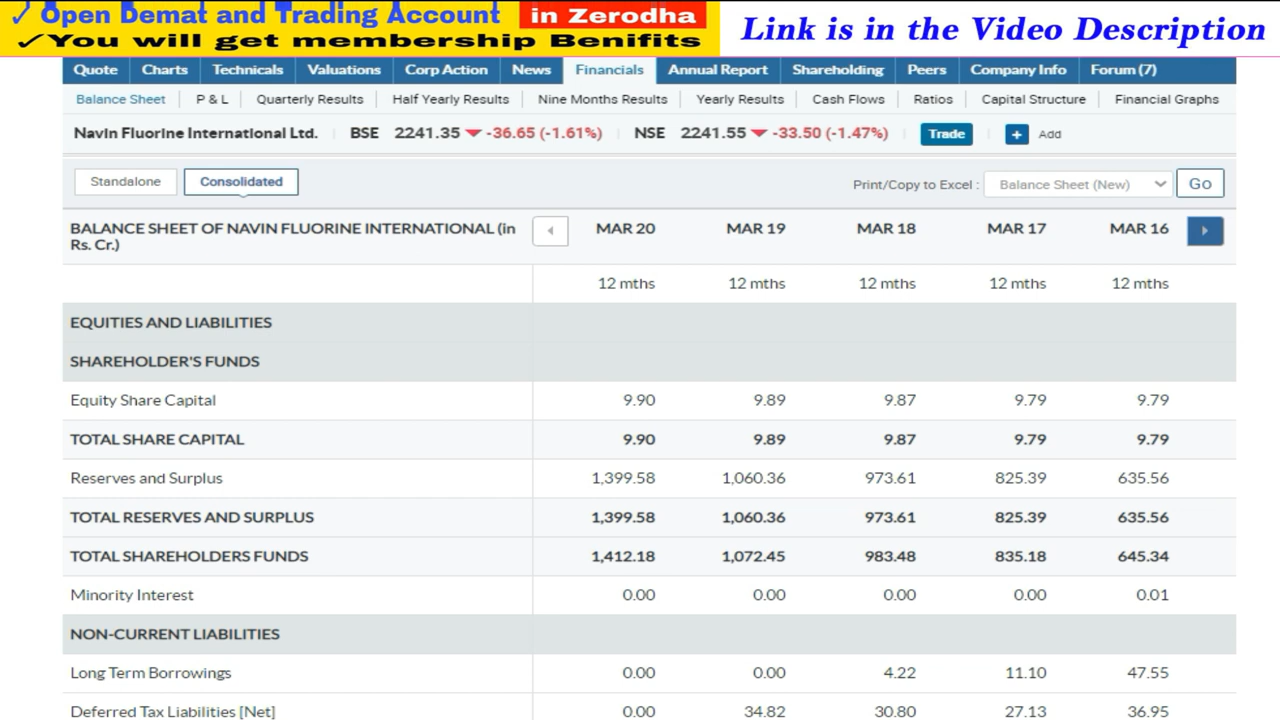 ✓ Open Demat and Trading Account in Zerodha
✓You will get membership Benifits
Link is in the Video Description
Quote Charts Technicals Valuations Corp Action News Financials Annual Report Shareholding Peers Company Info Forum (7)
Balance Sheet P & L Quarterly Results Half Yearly Results Nine Months Results Yearly Results Cash Flows Ratios Capital Structure Financial Graphs
Navin Fluorine International Ltd. BSE 2241.35 -36.65 (-1.61%) NSE 2241.55 -33.50 (-1.47%) Trade + Add
Standalone Consolidated Print/Copy to Excel : Balance Sheet (New) Go
BALANCE SHEET OF NAVIN FLUORINE INTERNATIONAL (in MAR 20 MAR 19 MAR 18 MAR 17 MAR 16
Rs. Cr.)
12 mths 12 mths 12 mths 12 mths 12 mths
EQUITIES AND LIABILITIES
SHAREHOLDER'S FUNDS
Equity Share Capital 9.90 9.89 9.87 9.79 9.79
TOTAL SHARE CAPITAL 9.90 9.89 9.87 9.79 9.79
Reserves and Surplus 1,399.58 1,060.36 973.61 825.39 635.56
TOTAL RESERVES AND SURPLUS 1,399.58 1,060.36 973.61 825.39 635.56
TOTAL SHAREHOLDERS FUNDS 1,412.18 1,072.45 983.48 835.18 645.34
Minority Interest 0.00 0.00 0.00 0.00 0.01
NON-CURRENT LIABILITIES
Long Term Borrowings 0.00 0.00 4.22 11.10 47.55
Deferred Tax Liabilities [Net] 0.00 34.82 30.80 27.13 36.95